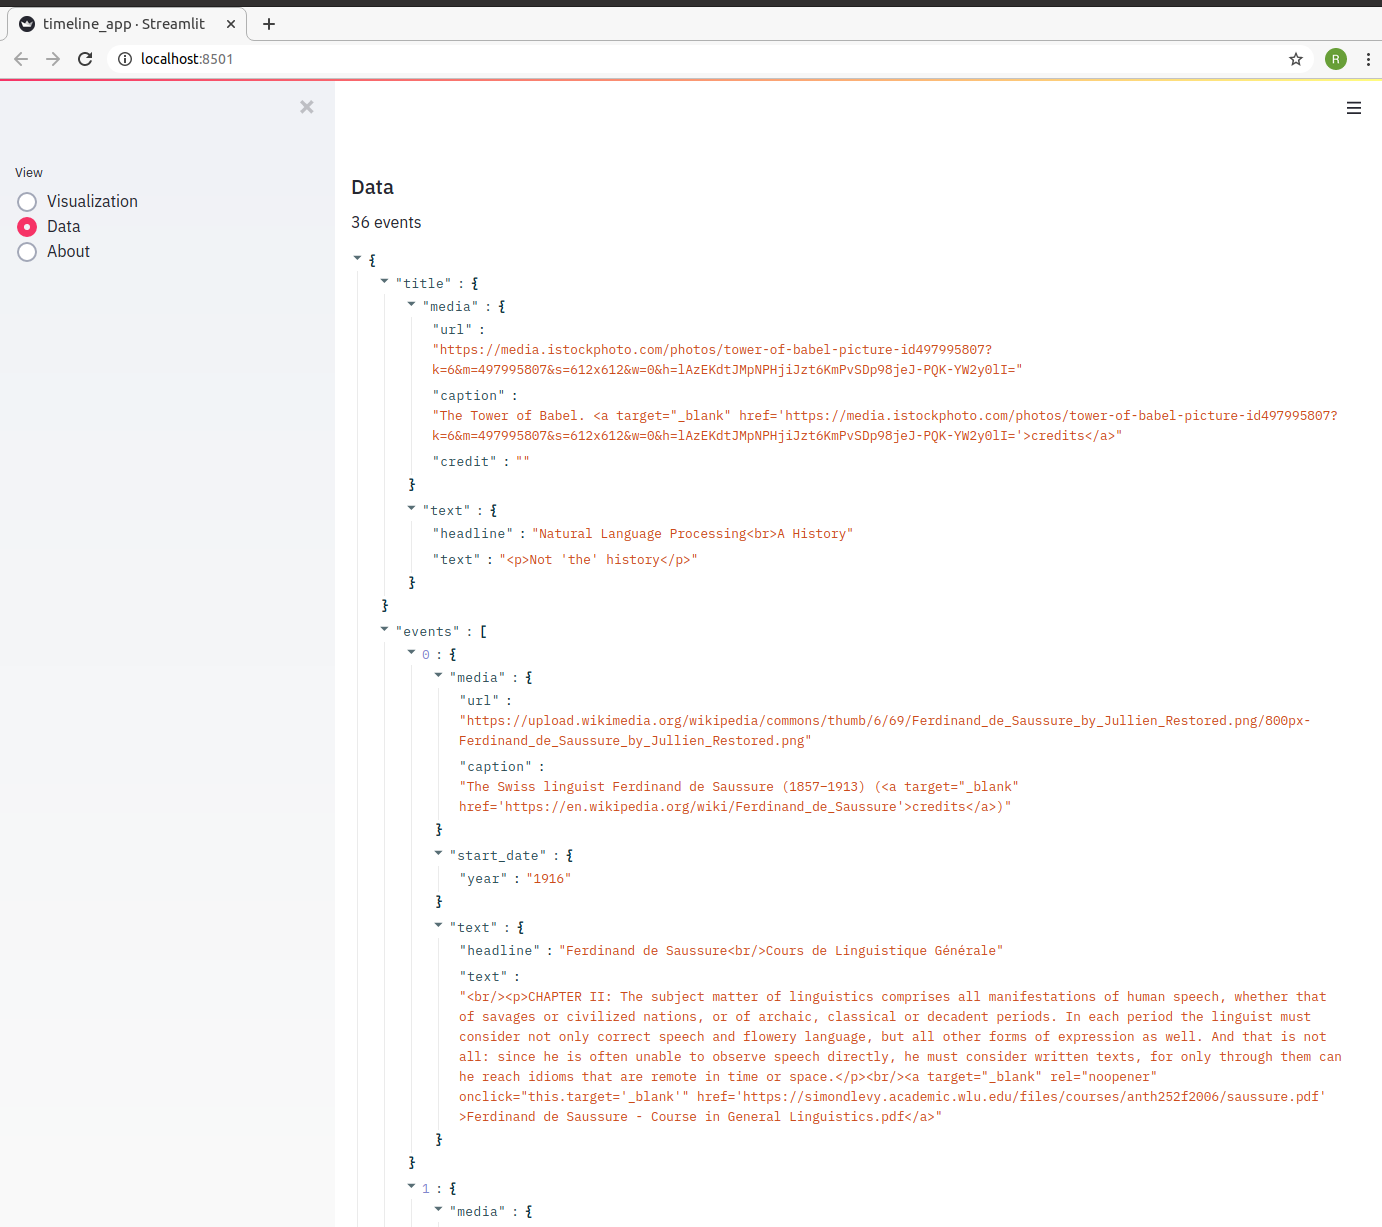 timeline_app · Streamlit
localhost:8501
R
View
Visualization
Data
About
Data
36 events
{
"title" : {
"media" : {
"url" :
"https://media.istockphoto.com/photos/tower-of-babel-picture-id497995807?
k=6&m=497995807&s=612x612&w=0&h=lAzEKdtJMpNPHjiJzt6KmPvSDp98jeJ-PQK-YW2y0lI="
"caption" :
"The Tower of Babel. <a target="_blank" href='https://media.istockphoto.com/photos/tower-of-babel-picture-id497995807?
k=6&m=497995807&s=612x612&w=0&h=lAzEKdtJMpNPHjiJzt6KmPvSDp98jeJ-PQK-YW2y0lI='>credits</a>"
"credit" : ""
}
"text" : {
"headline" : "Natural Language Processing<br>A History"
"text" : "<p>Not 'the' history</p>"
}
}
"events" : [
0 : {
"media" : {
"url" :
"https://upload.wikimedia.org/wikipedia/commons/thumb/6/69/Ferdinand_de_Saussure_by_Jullien_Restored.png/800px-
Ferdinand_de_Saussure_by_Jullien_Restored.png"
"caption" :
"The Swiss linguist Ferdinand de Saussure (1857–1913) (<a target="_blank"
href='https://en.wikipedia.org/wiki/Ferdinand_de_Saussure'>credits</a>)"
}
"start_date" : {
"year" : "1916"
}
"text" : {
"headline" : "Ferdinand de Saussure<br/>Cours de Linguistique Générale"
"text" :
"<br/><p>CHAPTER II: The subject matter of linguistics comprises all manifestations of human speech, whether that
of savages or civilized nations, or of archaic, classical or decadent periods. In each period the linguist must
consider not only correct speech and flowery language, but all other forms of expression as well. And that is not
all: since he is often unable to observe speech directly, he must consider written texts, for only through them can
he reach idioms that are remote in time or space.</p><br/><a target="_blank" rel="noopener"
onclick="this.target='_blank'" href='https://simondlevy.academic.wlu.edu/files/courses/anth252f2006/saussure.pdf'
>Ferdinand de Saussure - Course in General Linguistics.pdf</a>"
}
}
1 : {
"media" : {